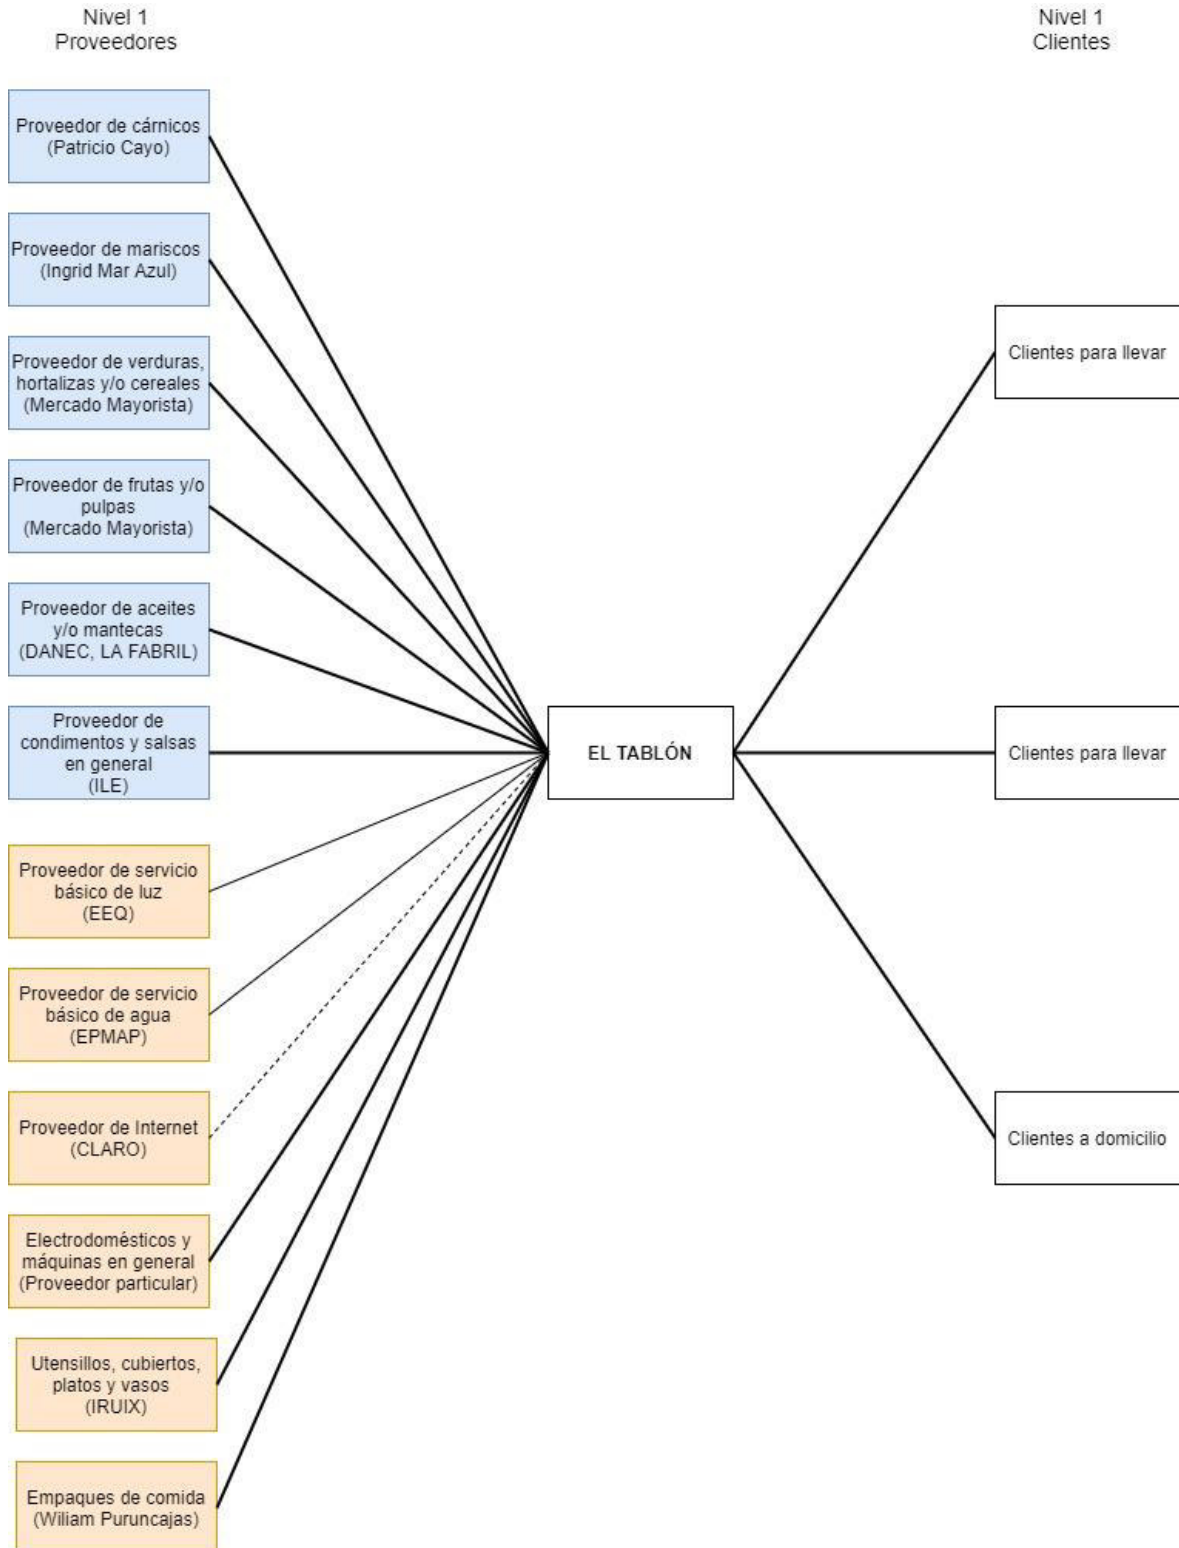 Nivel 1
Proveedores
Nivel 1
Clientes
Proveedor de cárnicos
(Patricio Cayo)
Proveedor de mariscos
(Ingrid Mar Azul)
Proveedor de verduras,
hortalizas y/o cereales
(Mercado Mayorista)
Proveedor de frutas y/o
pulpas
(Mercado Mayorista)
Proveedor de aceites
y/o mantecas
(DANEC, LA FABRIL)
Proveedor de
condimentos y salsas
en general
(ILE)
Proveedor de servicio
básico de luz
(EEQ)
Proveedor de servicio
básico de agua
(EPMAP)
Proveedor de Internet
(CLARO)
Electrodomésticos y
máquinas en general
(Proveedor particular)
Utensillos, cubiertos,
platos y vasos
(IRUIX)
Empaques de comida
(Wiliam Puruncajas)
EL TABLÓN
Clientes para llevar
Clientes para llevar
Clientes a domicilio